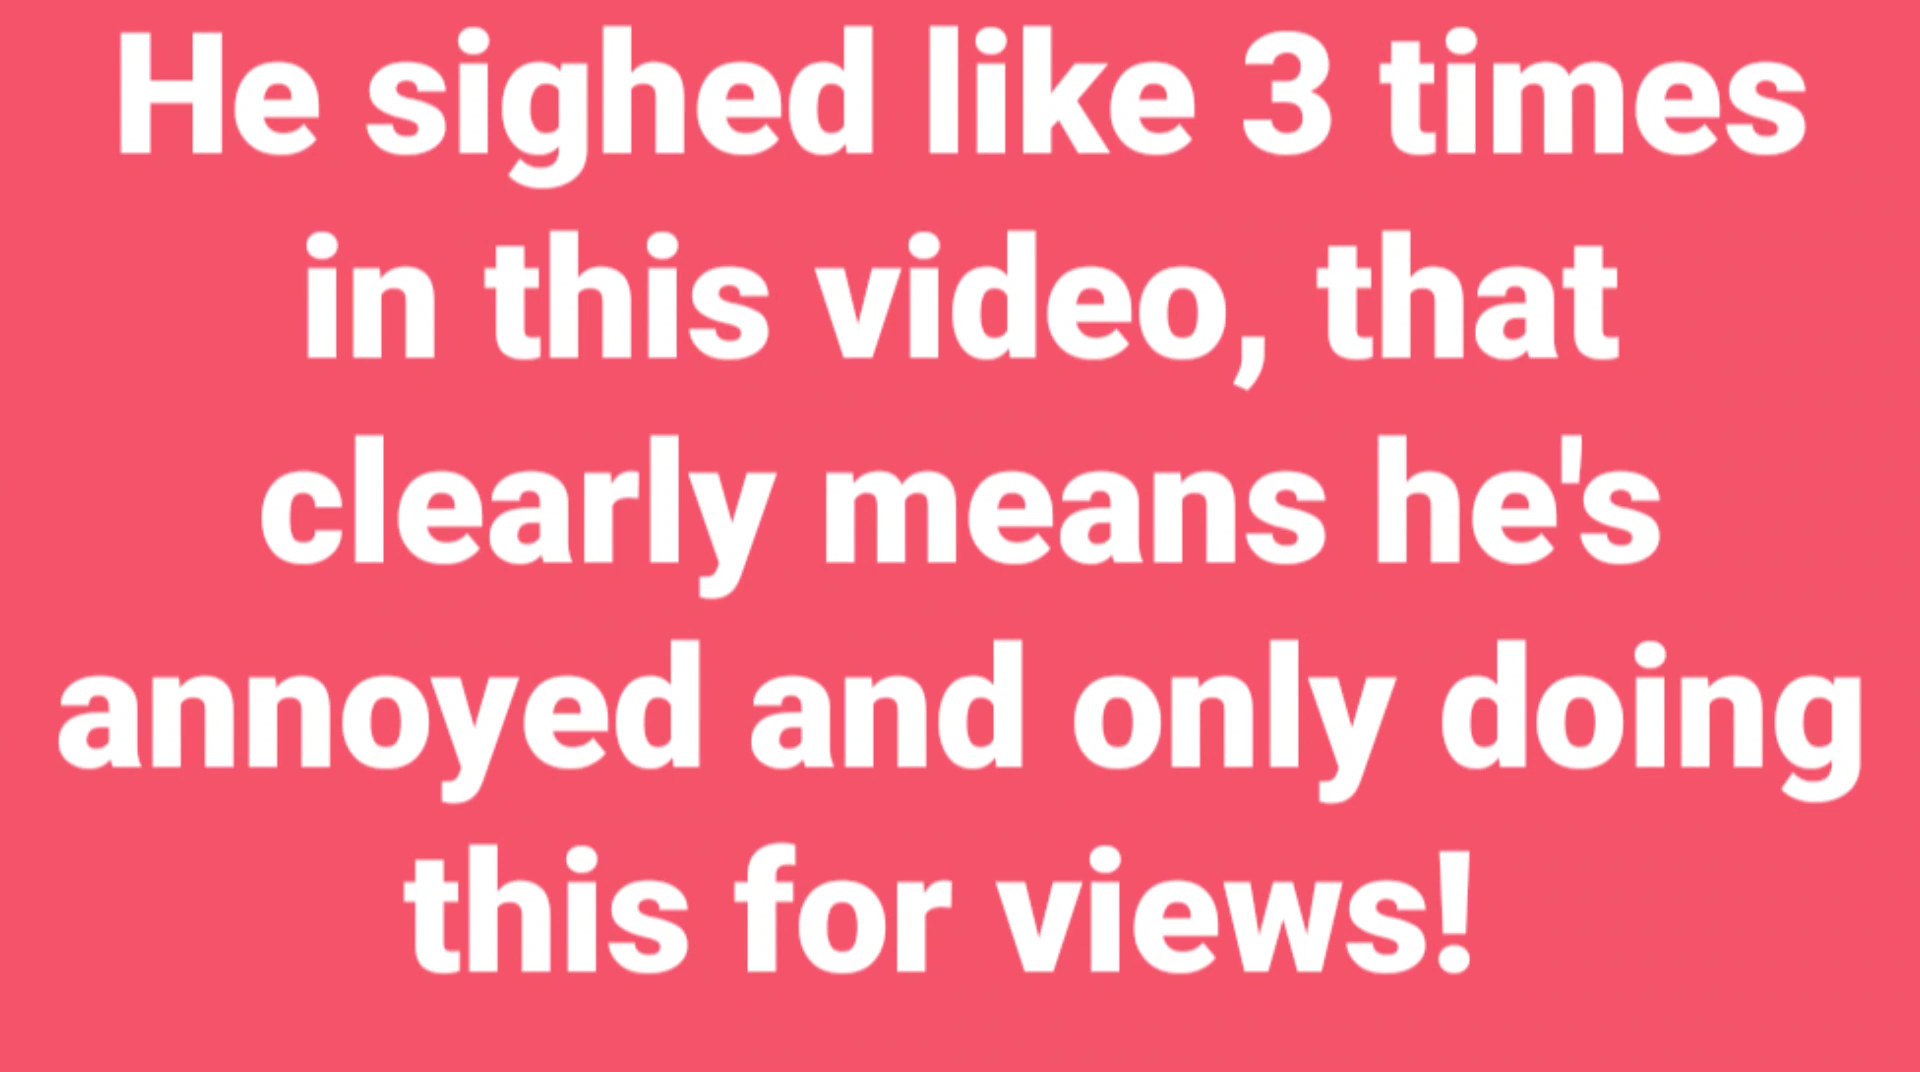 He sighed like 3 times
in this video, that
clearly means he's
annoyed and only doing
this for views!